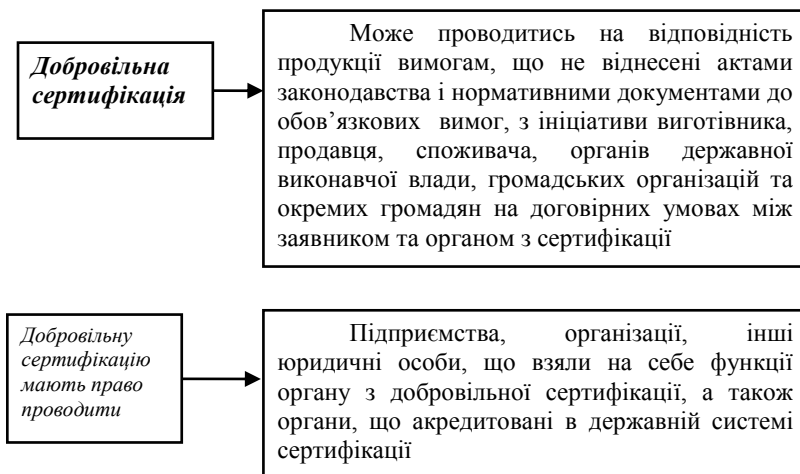 Добровільна
сертифікація
Може проводитись на відповідність
продукції вимогам, що не віднесені актами
законодавства і нормативними документами до
обов’язкових вимог, з ініціативи виготівника,
продавця, споживача, органів державної
виконавчої влади, громадських організацій та
окремих громадян на договірних умовах між
заявником та органом з сертифікації
Добровільну
сертифікацію
мають право
проводити
Підприємства, організації, інші
юридичні особи, що взяли на себе функції
органу з добровільної сертифікації, а також
органи, що акредитовані в державній системі
сертифікації